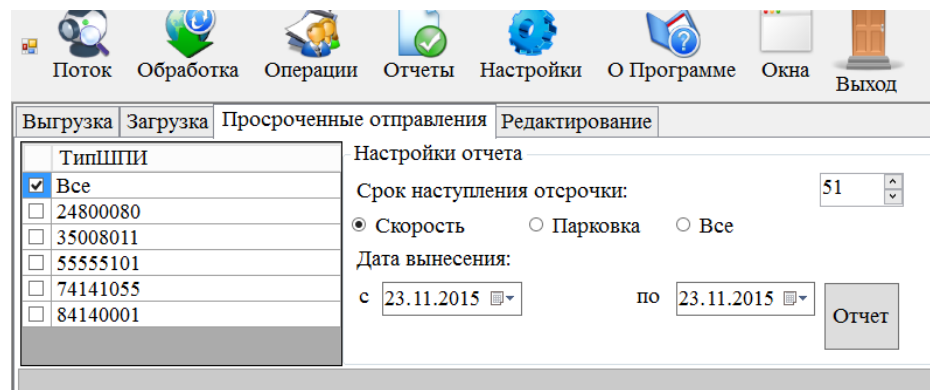 Поток Обработка Операции Отчеты Настройки О Программе Окна Выход
Выгрузка Загрузка Просроченные отправления Редактирование
ТипШПИ
Все
24800080
35008011
55555101
74141055
84140001
Настройки отчета
Срок наступления отсрочки: 51
Скорость Парковка Все
Дата вынесения:
с 23.11.2015 по 23.11.2015
Отчет